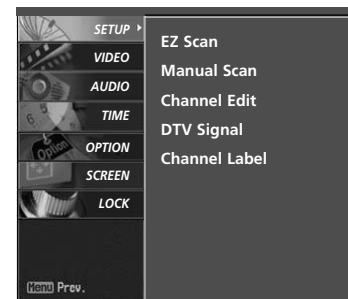 SETUP
VIDEO
AUDIO
TIME
OPTION
SCREEN
LOCK
Menu Prev.
EZ Scan
Manual Scan
Channel Edit
DTV Signal
Channel Label